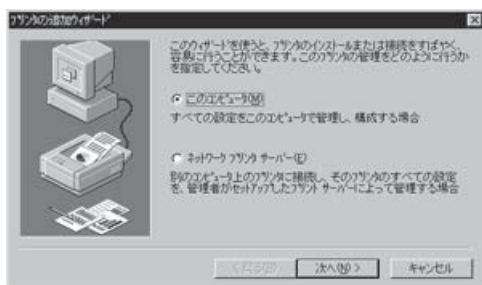 プリンタの追加ウィザード
このウィザードを使うと、プリンタのインストールまたは接続をすばやく、
容易に行うことができます。このプリンタの管理をどのように行うか
を指定してください。
このコンピュータ(M)
すべての設定をこのコンピュータで管理し、構成する場合
ネットワーク プリンタ サーバー(E)
別のコンピュータ上のプリンタに接続し、そのプリンタのすべての設定
を、管理者がセットアップしたプリント サーバーによって管理する場合
< 戻る(B)
次へ(N) >
キャンセル